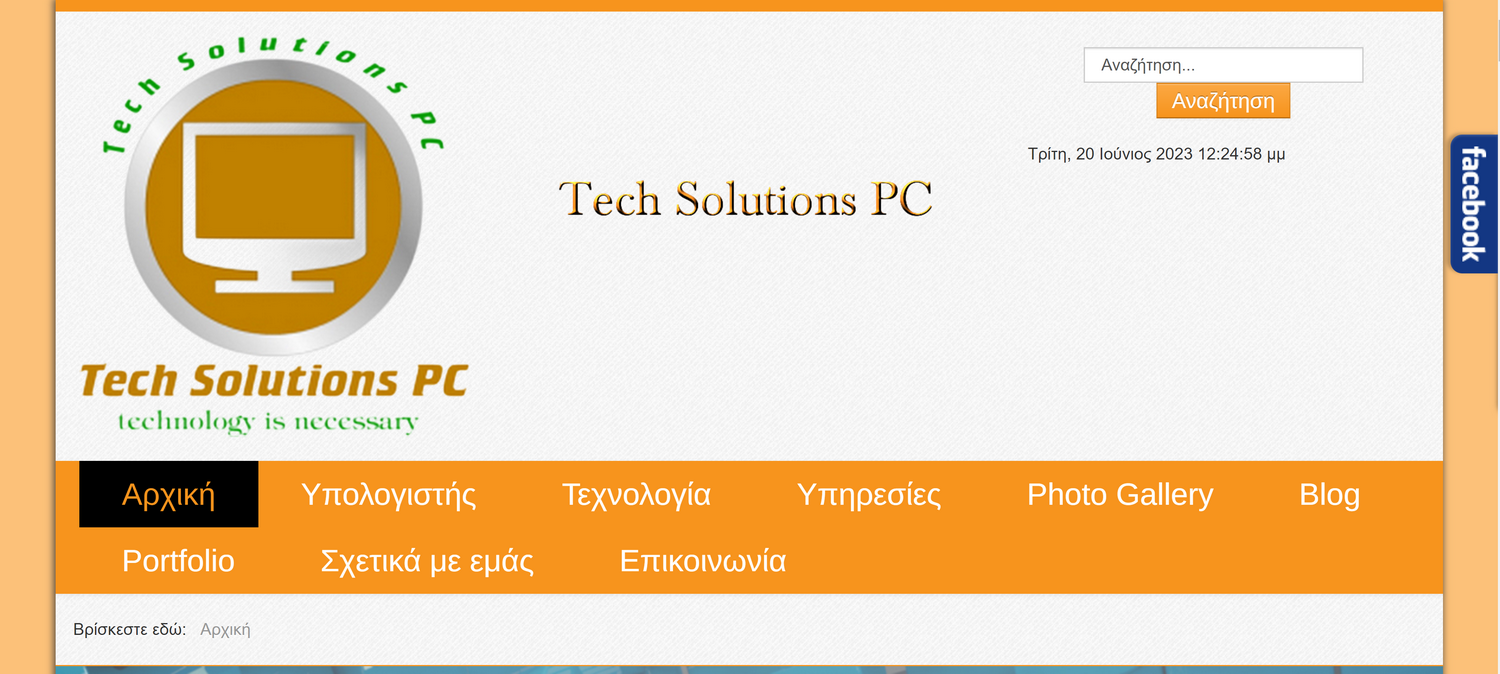 Tech Solutions PC
Tech Solutions PC
technology is necessary
Tech Solutions PC
Αναζήτηση...
Αναζήτηση
Τρίτη, 20 Ιούνιος 2023 12:24:58 μμ
facebook
Αρχική Υπολογιστής Τεχνολογία Υπηρεσίες Photo Gallery Blog
Portfolio Σχετικά με εμάς Επικοινωνία
Βρίσκεστε εδώ: Αρχική